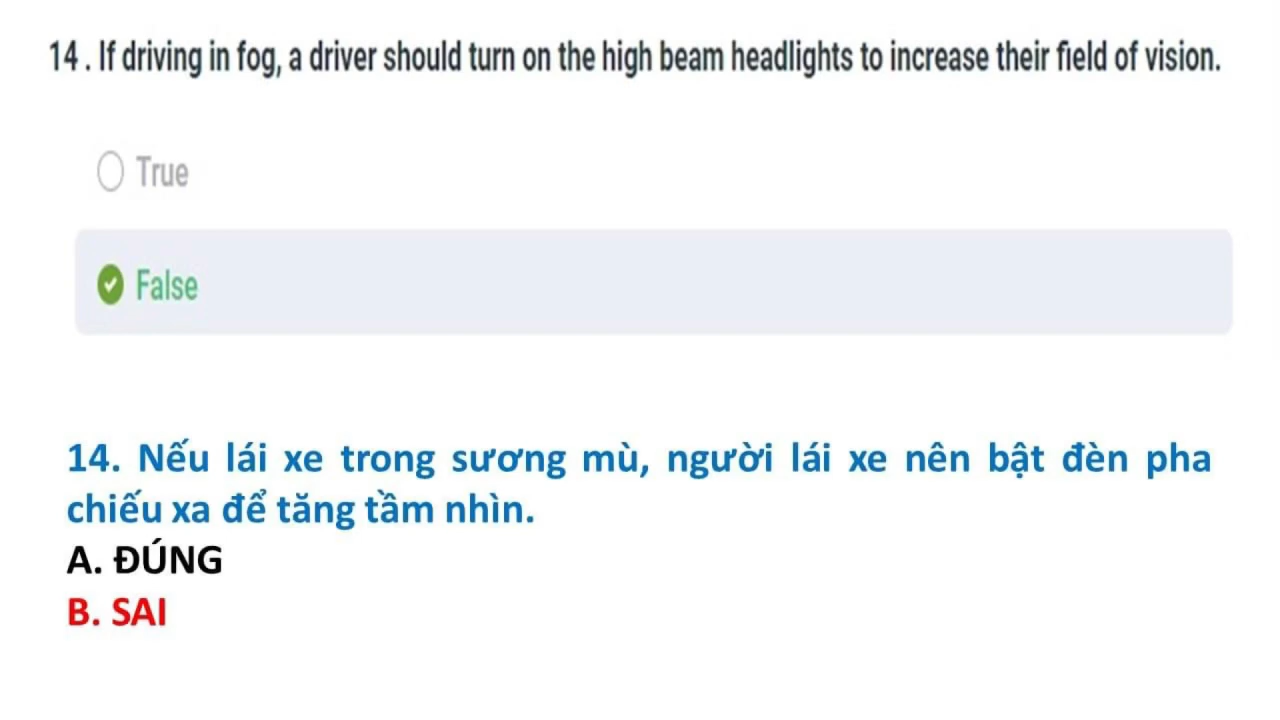 14 . If driving in fog, a driver should turn on the high beam headlights to increase their field of vision.
True
False
14. Nếu lái xe trong sương mù, người lái xe nên bật đèn pha
chiếu xa để tăng tầm nhìn.
A. ĐÚNG
B. SAI